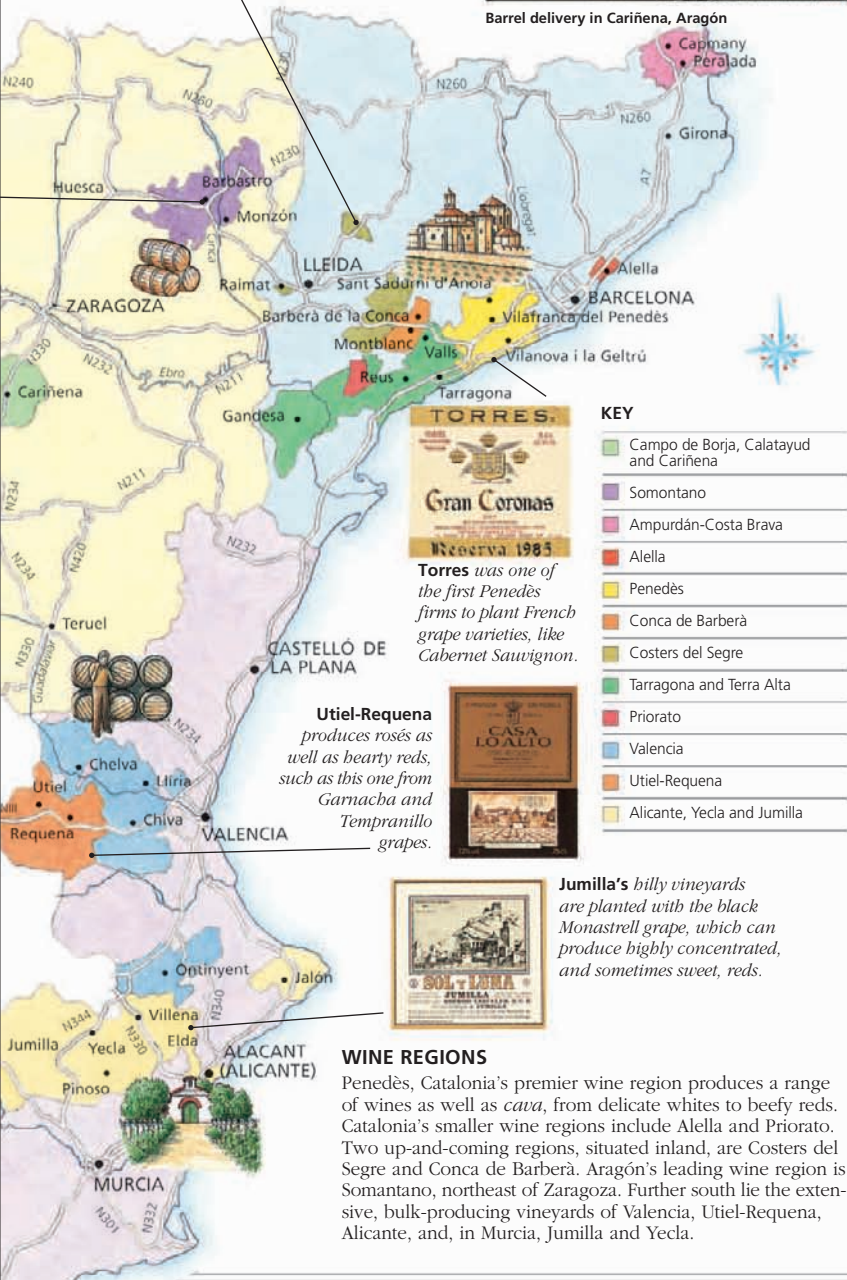 Barrel delivery in Cariñena, Aragón
Capmany
Peralada
N240
N230
N260
N260
N260
Girona
A7
N230
Huesca
Barbastro
Monzón
Cinca
Llobregat
LLEIDA
Alella
Raimat
Sant Sadurní d'Anoia
BARCELONA
ZARAGOZA
Barberà de la Conca
Vilafranca del Penedès
Montblanc
Valls
Vilanova i la Geltrú
N330
N232
Ebro
N211
Reus
Cariñena
Tarragona
Gandesa
N211
N234
N232
N420
N234
Teruel
N330
Guadalaviar
CASTELLÓ DE
LA PLANA
N234
Chelva
Llíria
Utiel
NIII
Chiva
Requena
VALENCIA
Ontinyent
Jalón
N340
Villena
N344
N330
Elda
Jumilla
Yecla
ALACANT
(ALICANTE)
Pinoso
MURCIA
N301
N332
TORRES.
Gran Coronas
Reserva 1985
Torres was one of
the first Penedès
firms to plant French
grape varieties, like
Cabernet Sauvignon.
KEY
Campo de Borja, Calatayud
and Cariñena
Somontano
Ampurdán-Costa Brava
Alella
Penedès
Conca de Barberà
Costers del Segre
Tarragona and Terra Alta
Priorato
Valencia
Utiel-Requena
Alicante, Yecla and Jumilla
Utiel-Requena
produces rosés as
well as hearty reds,
such as this one from
Garnacha and
Tempranillo
grapes.
CASA
LO ALTO
Jumilla's hilly vineyards
are planted with the black
Monastrell grape, which can
produce highly concentrated,
and sometimes sweet, reds.
SOL Y LUNA
JUMILLA
WINE REGIONS
Penedès, Catalonia's premier wine region produces a range
of wines as well as cava, from delicate whites to beefy reds.
Catalonia's smaller wine regions include Alella and Priorato.
Two up-and-coming regions, situated inland, are Costers del
Segre and Conca de Barberà. Aragón's leading wine region is
Somantano, northeast of Zaragoza. Further south lie the exten-
sive, bulk-producing vineyards of Valencia, Utiel-Requena,
Alicante, and, in Murcia, Jumilla and Yecla.